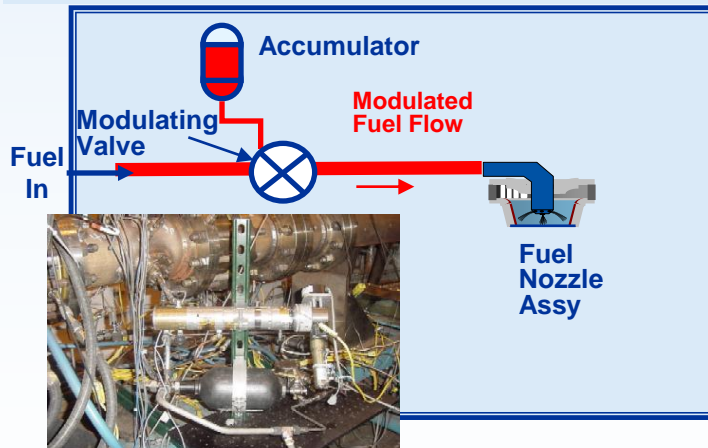 Accumulator
Modulated
Fuel Flow
Modulating
Valve
Fuel
In
Fuel
Nozzle
Assy